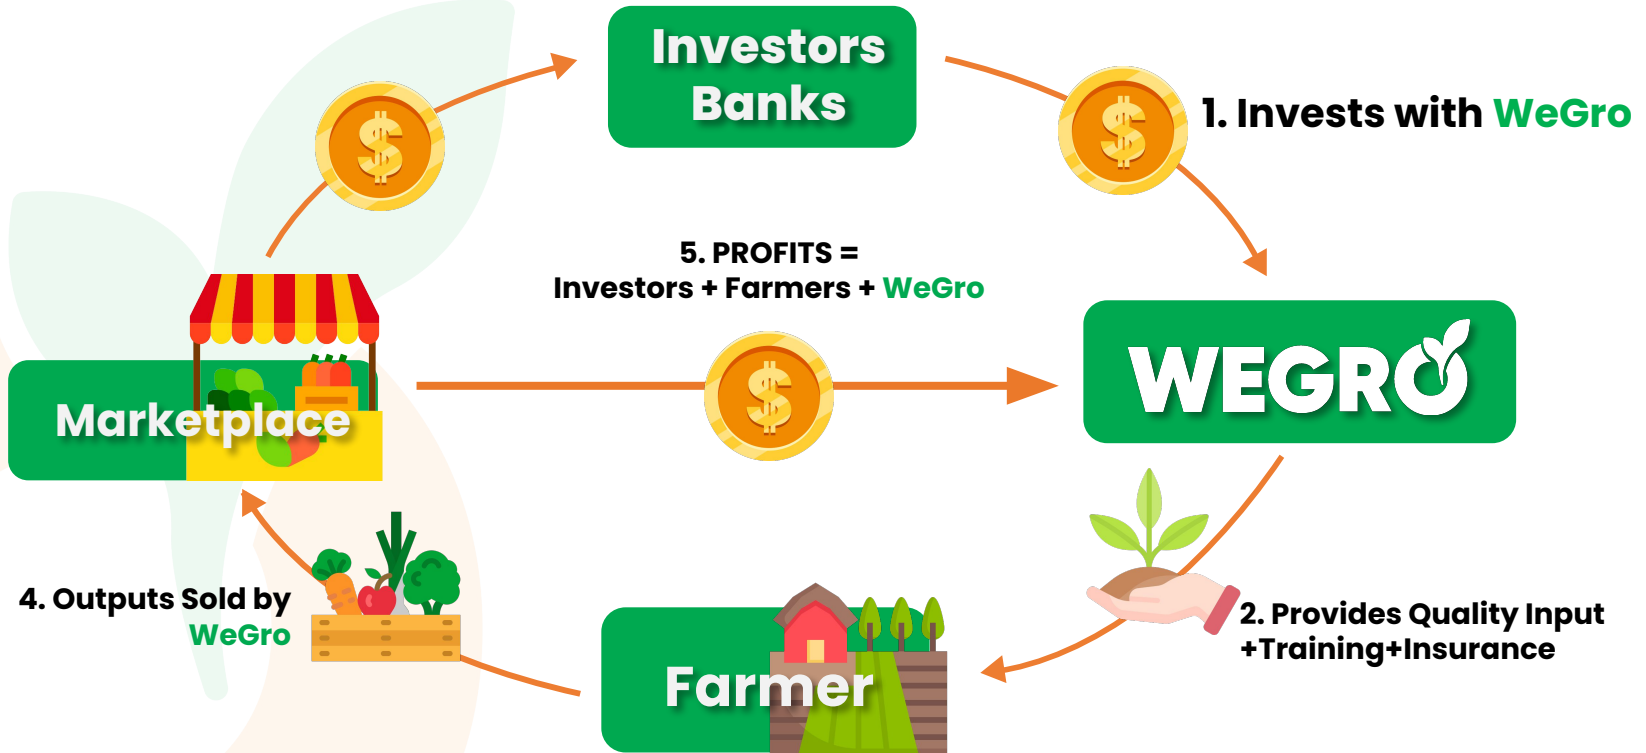 Investors
Banks
1. Invests with WeGro
5. PROFITS =
Investors + Farmers + WeGro
WEGRO
Marketplace
4. Outputs Sold by
WeGro
2. Provides Quality Input
+Training+Insurance
Farmer